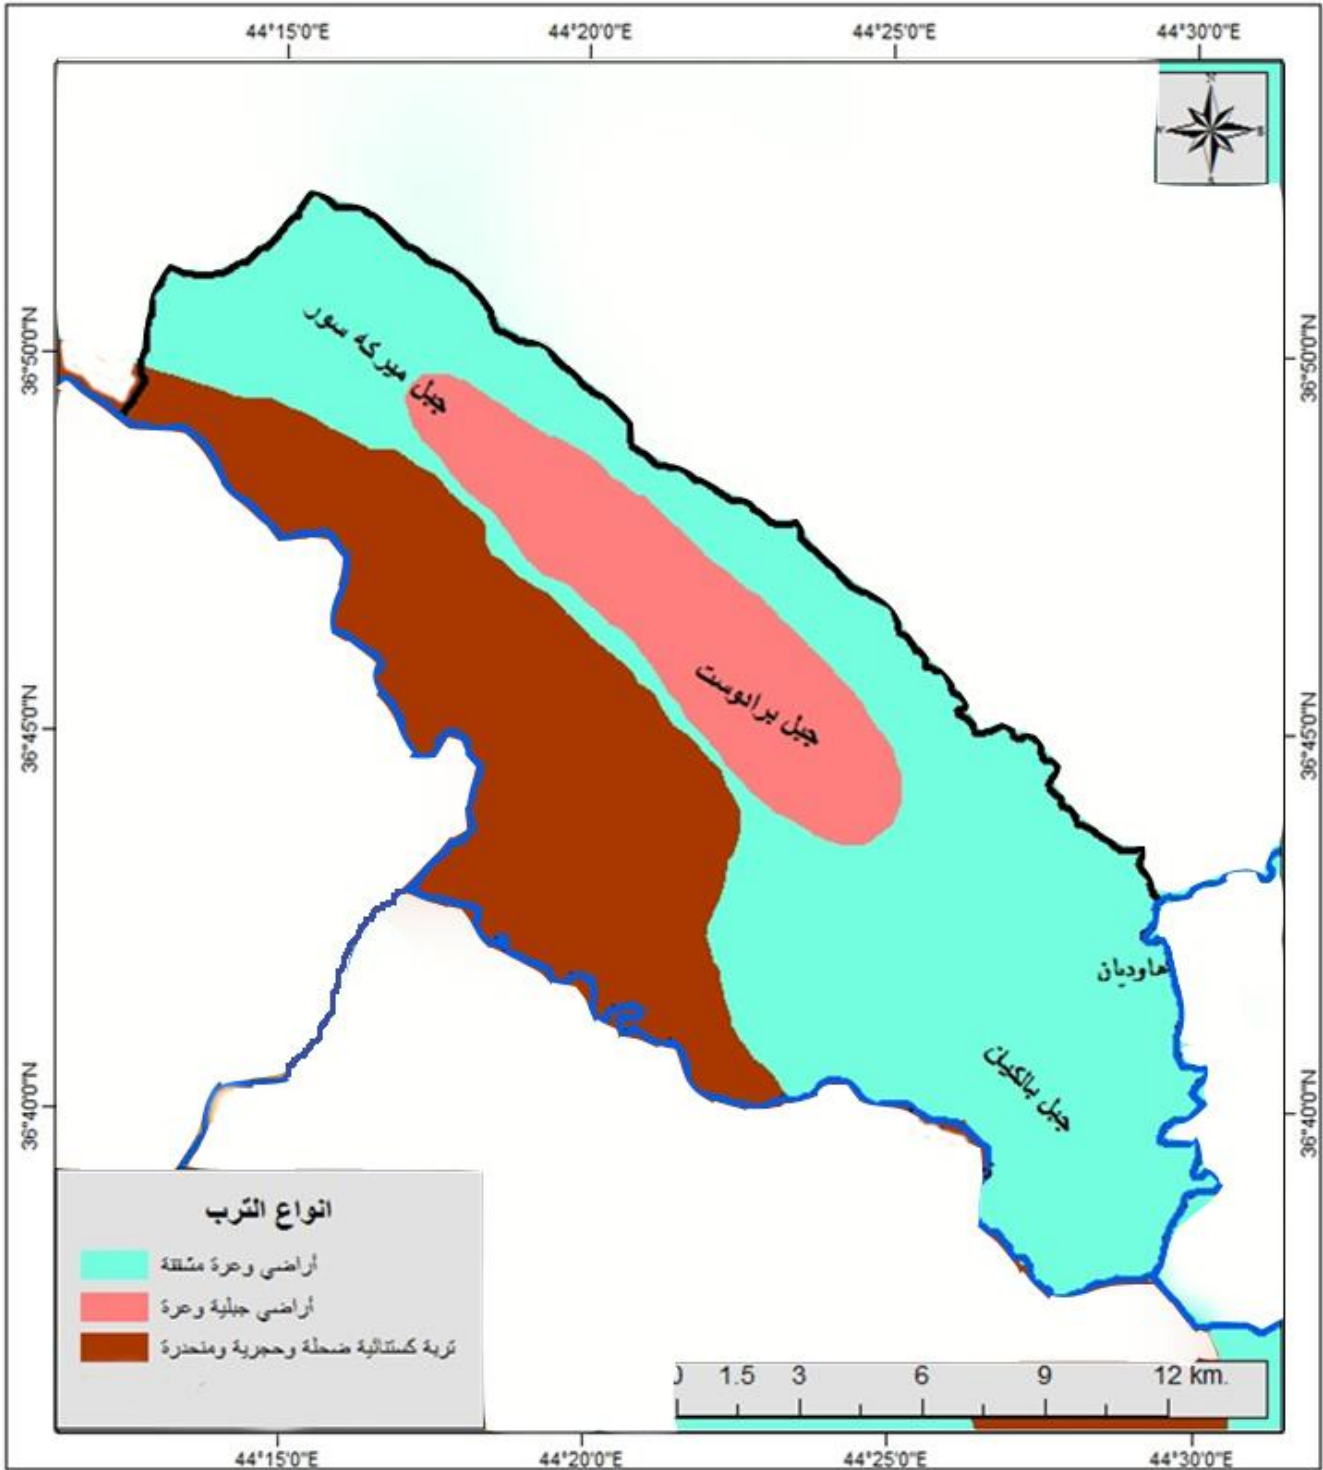 44°15'0"E 44°20'0"E 44°25'0"E 44°30'0"E
36°50'0"N
36°50'0"N
جبل ميركه سور
جبل برادوست
36°45'0"N
36°45'0"N
هاوديان
جبل بالكيان
36°40'0"N
36°40'0"N
انواع الترب
أراضي وعرة مشققة
أراضي جبلية وعرة
تربة كستنائية ضحلة وحجرية ومنحدرة
0 1.5 3 6 9 12 km.
44°15'0"E 44°20'0"E 44°25'0"E 44°30'0"E